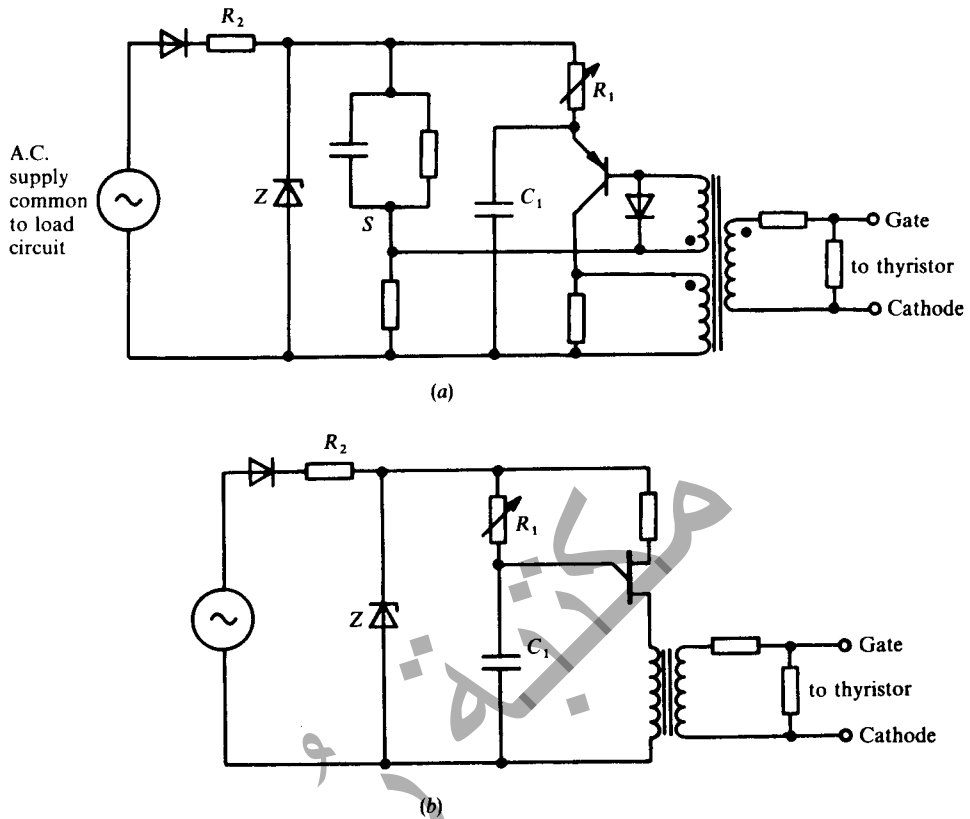 R₂
R₁
A.C.
supply
common
to load
circuit
Z
C₁
S
Gate
to thyristor
Cathode
(a)
R₂
R₁
Z
C₁
Gate
to thyristor
Cathode
(b)